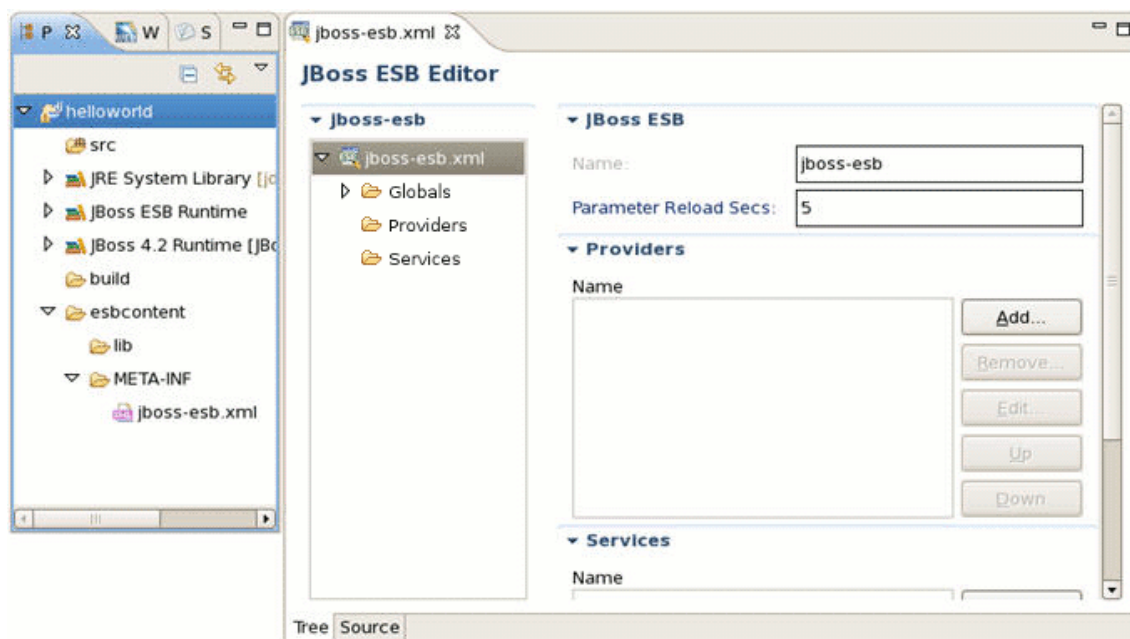 P W S
helloworld
src
JRE System Library [
JBoss ESB Runtime
JBoss 4.2 Runtime [JBo
build
esbcontent
lib
META-INF
jboss-esb.xml
jboss-esb.xml
JBoss ESB Editor
jboss-esb
jboss-esb.xml
Globals
Providers
Services
JBoss ESB
Name: jboss-esb
Parameter Reload Secs: 5
Providers
Name
Add...
Remove...
Edit...
Up
Down
Services
Name
Tree Source